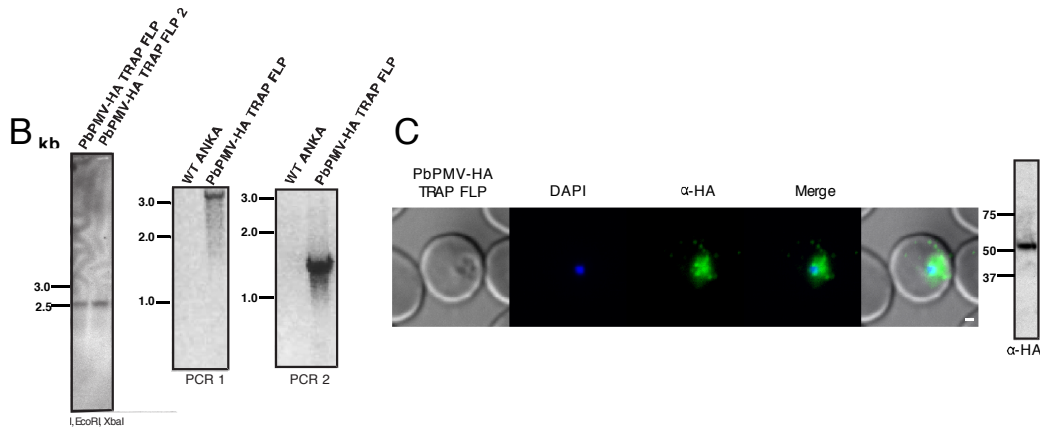 B
kb
PbPMV-HA TRAP FLP
PbPMV-HA TRAP FLP 2
3.0
2.5
I, EcoRI, XbaI
WT ANKA
PbPMV-HA TRAP FLP
3.0
2.0
1.0
PCR 1
WT ANKA
PbPMV-HA TRAP FLP
3.0
2.0
1.0
PCR 2
C
PbPMV-HA
TRAP FLP
DAPI
α-HA
Merge
75
50
37
α-HA